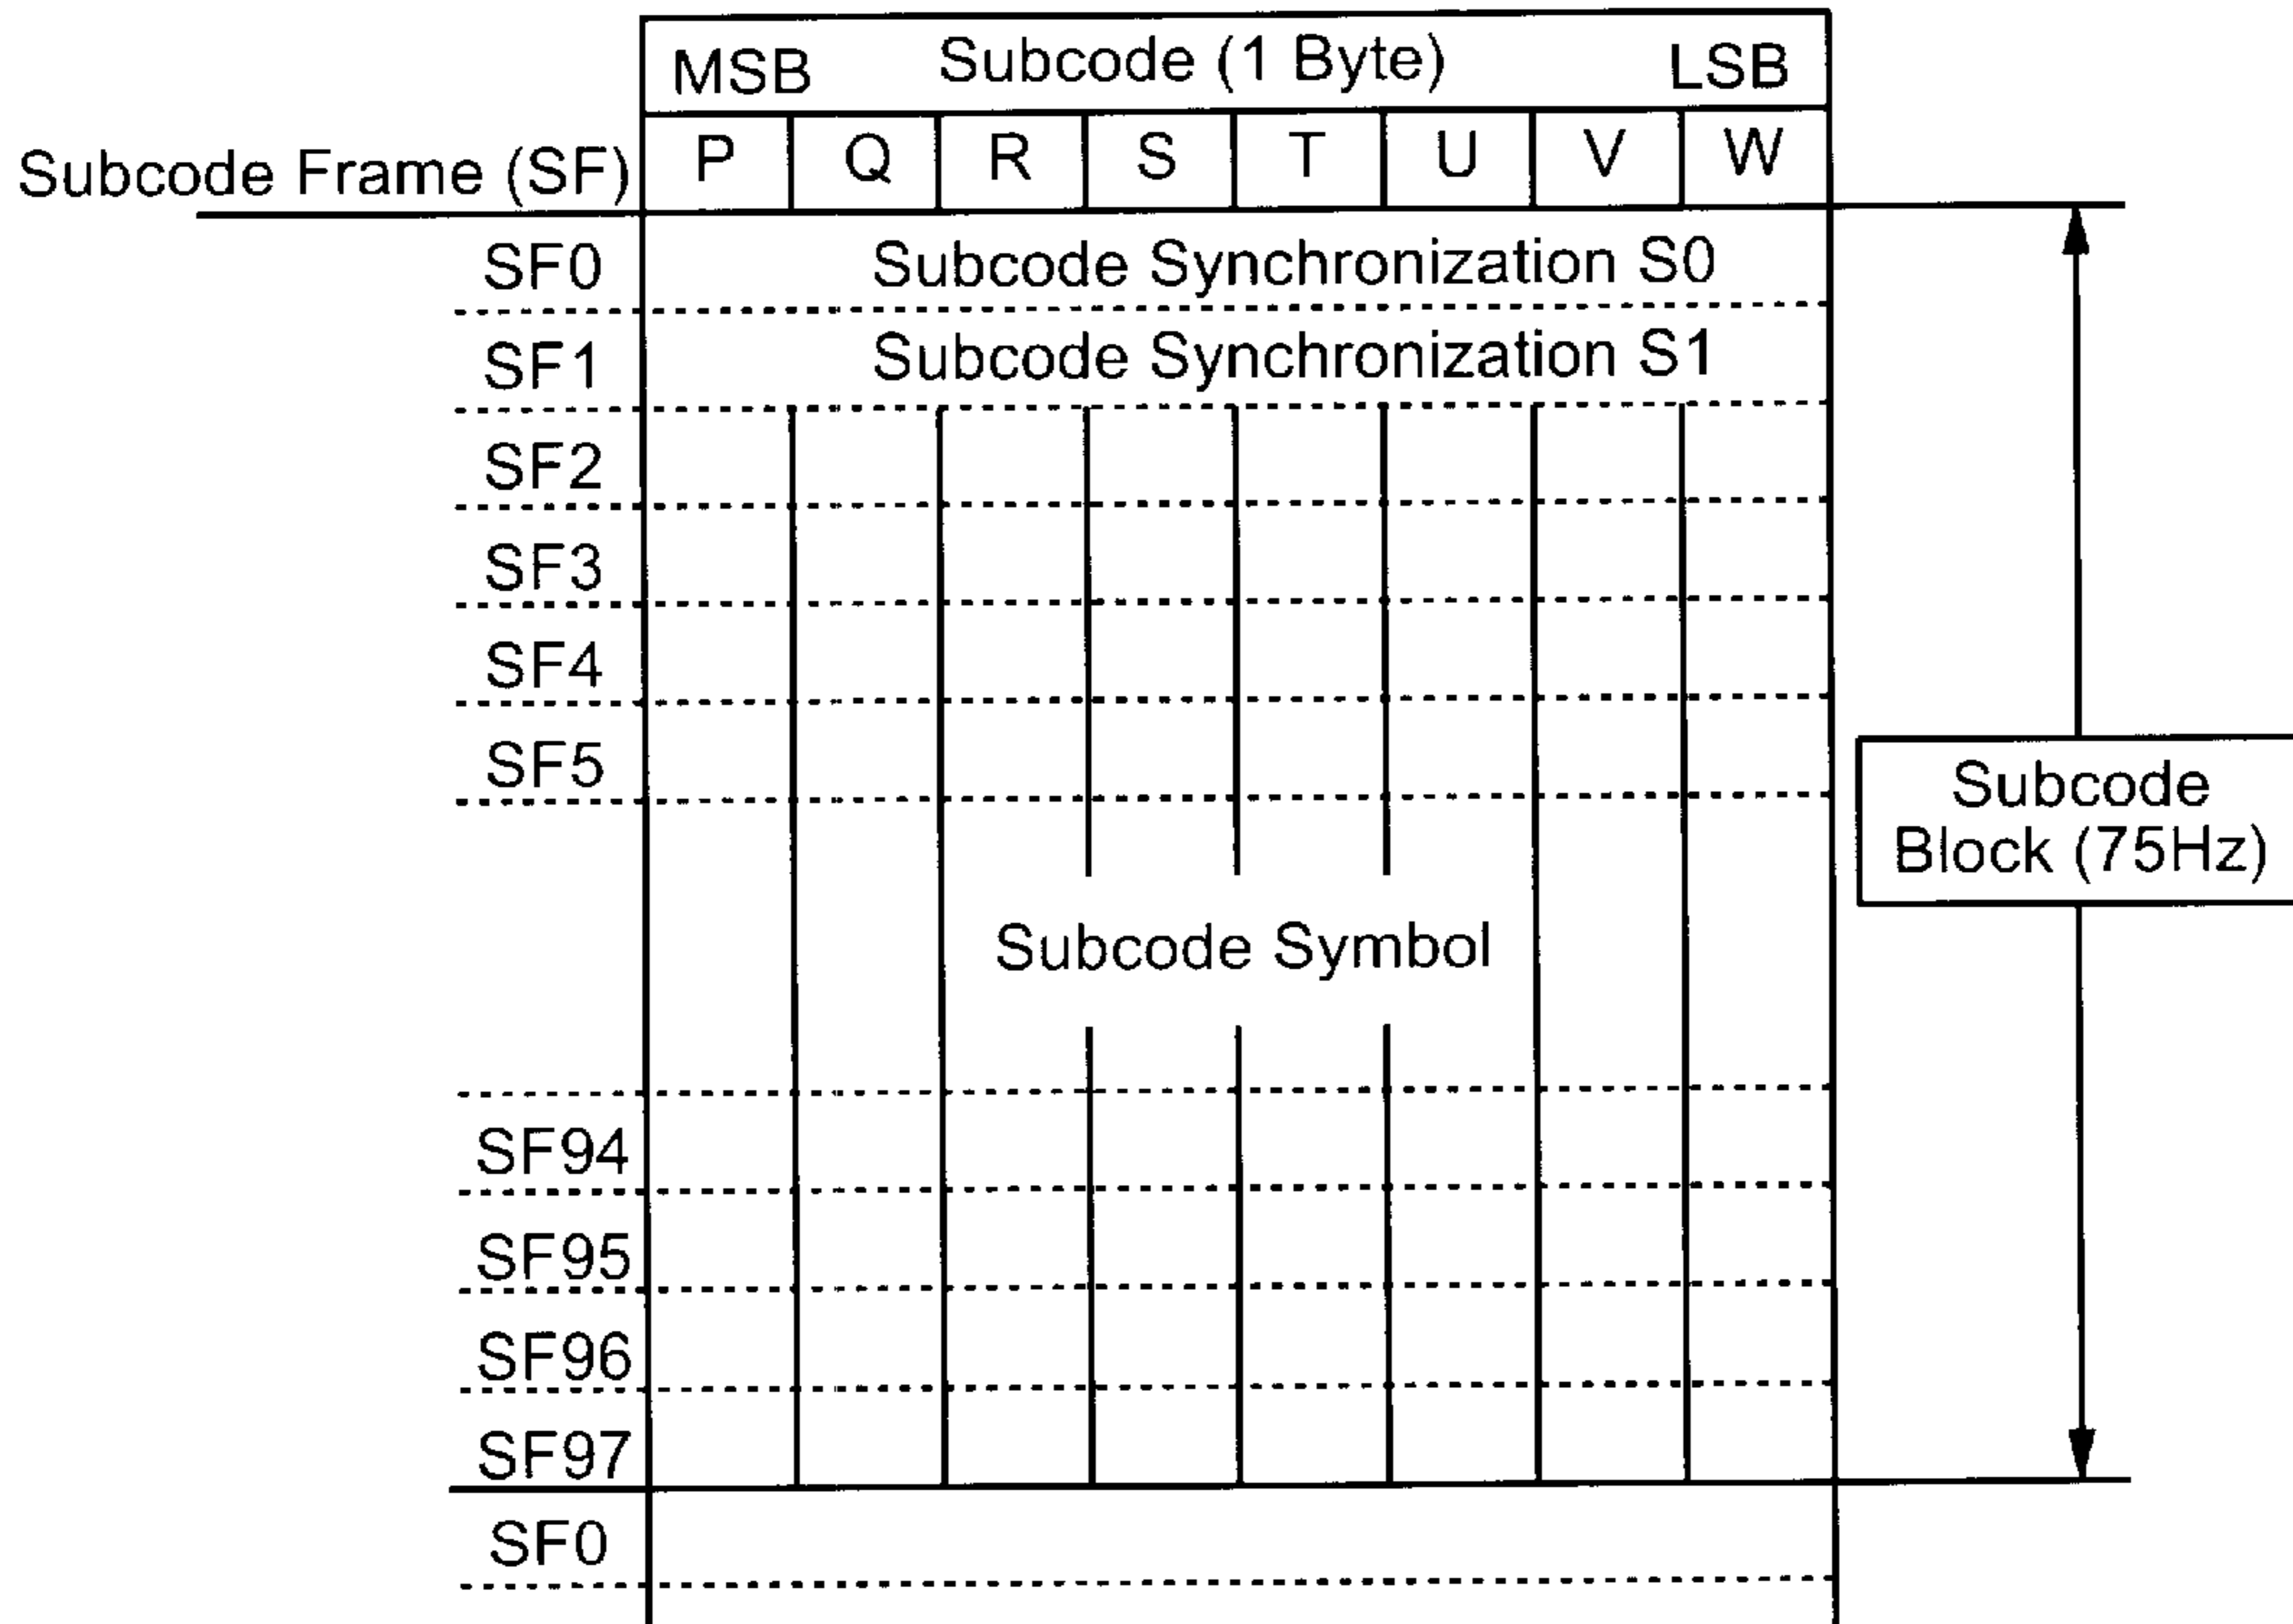 MSB Subcode (1 Byte) LSB
Subcode Frame (SF) P Q R S T U V W
SF0 Subcode Synchronization S0
SF1 Subcode Synchronization S1
SF2
SF3
SF4
SF5
Subcode
Block (75Hz)
Subcode Symbol
SF94
SF95
SF96
SF97
SF0